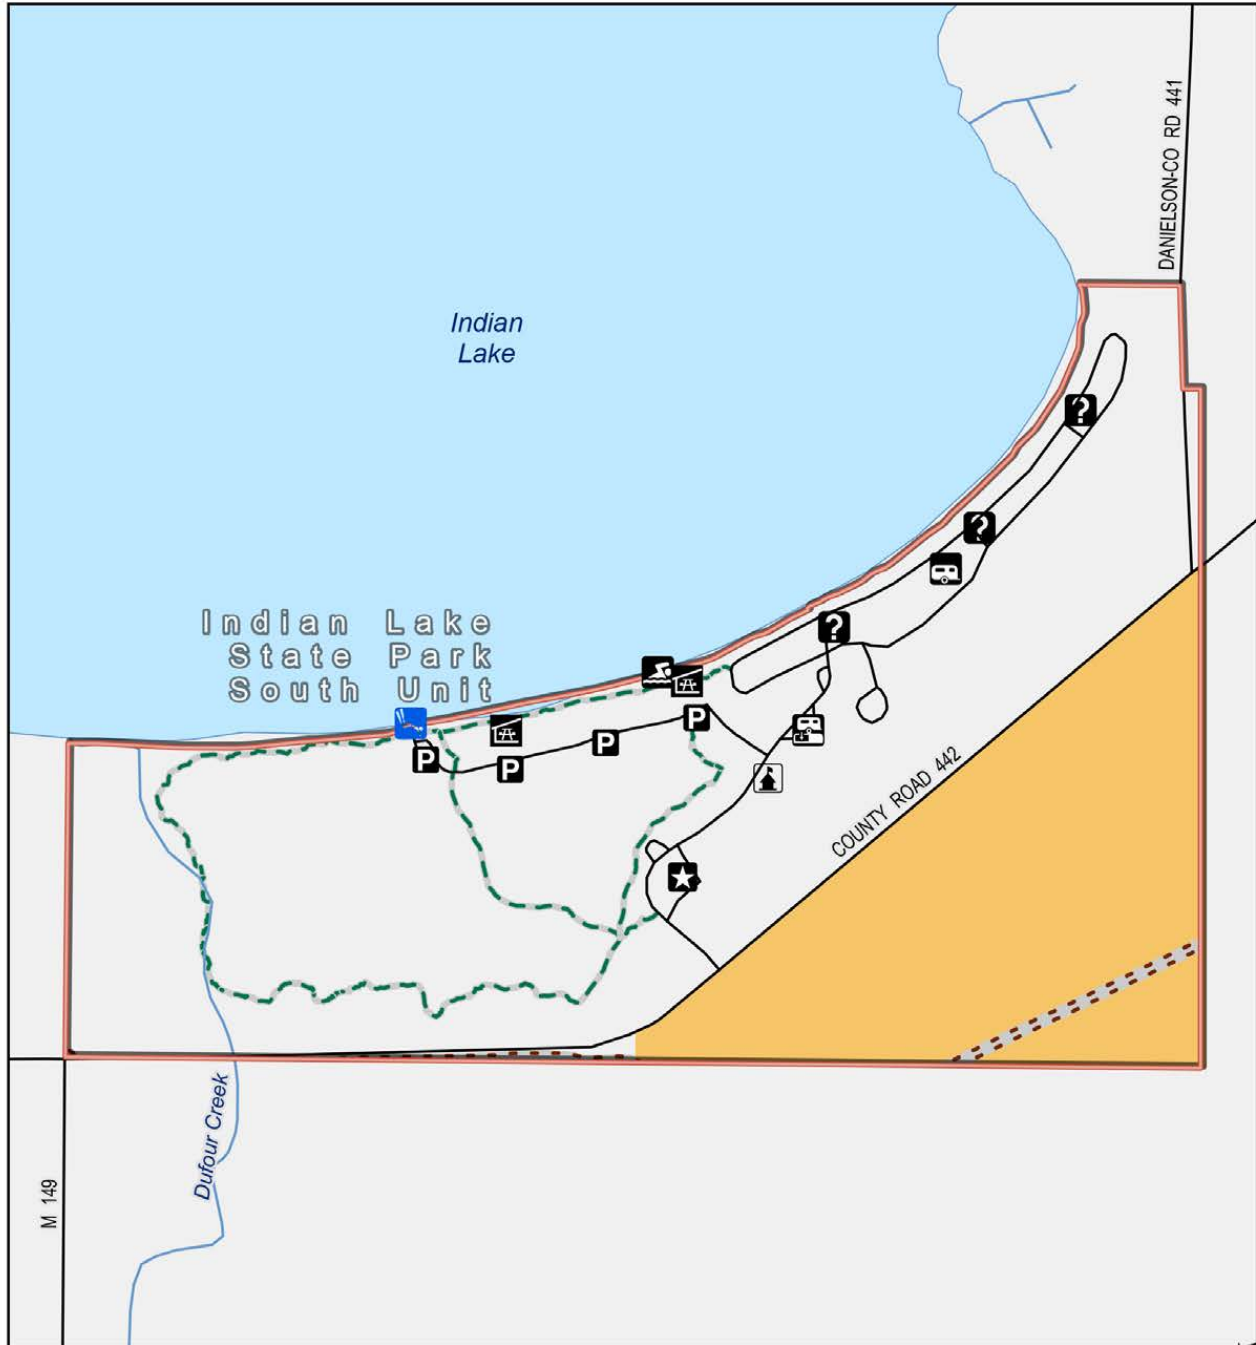 DANIELSON-CO RD 441
Indian
Lake
?
?
?
Indian Lake
State Park
South Unit
P
P
P
P
COUNTY ROAD 442
Dufour Creek
M 149